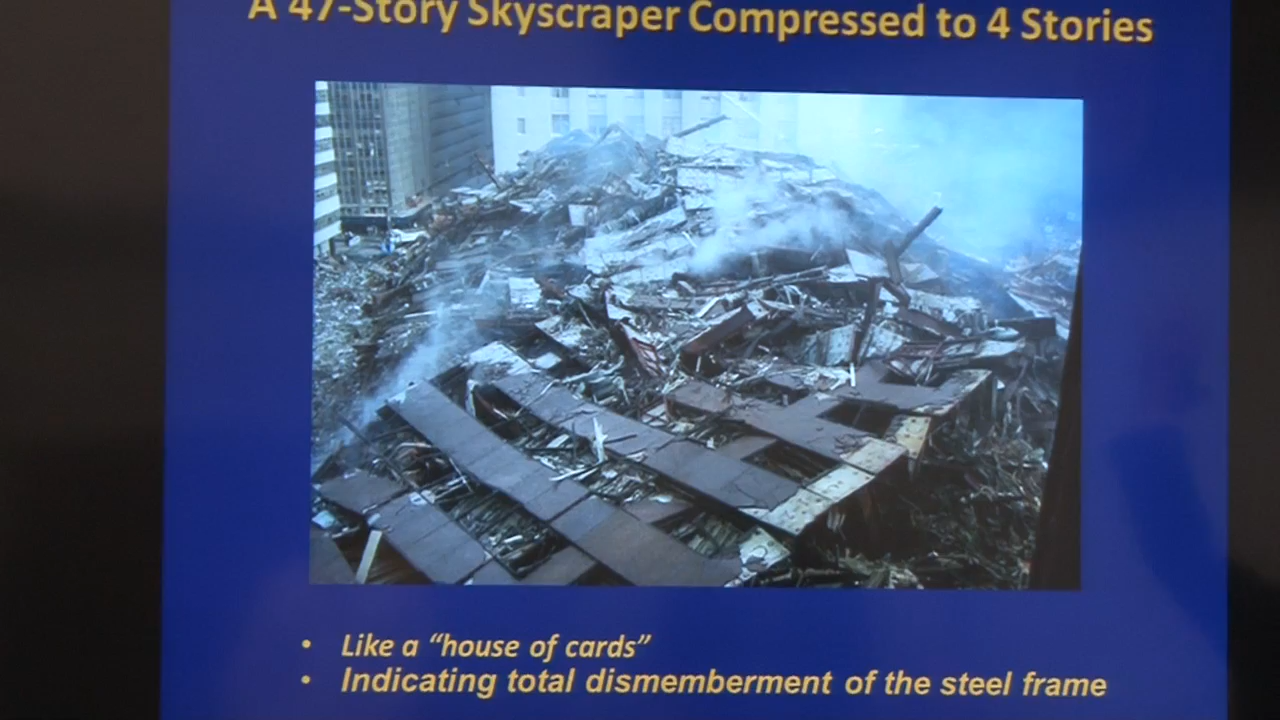 A 47-Story Skyscraper Compressed to 4 Stories
• Like a “house of cards”
• Indicating total dismemberment of the steel frame